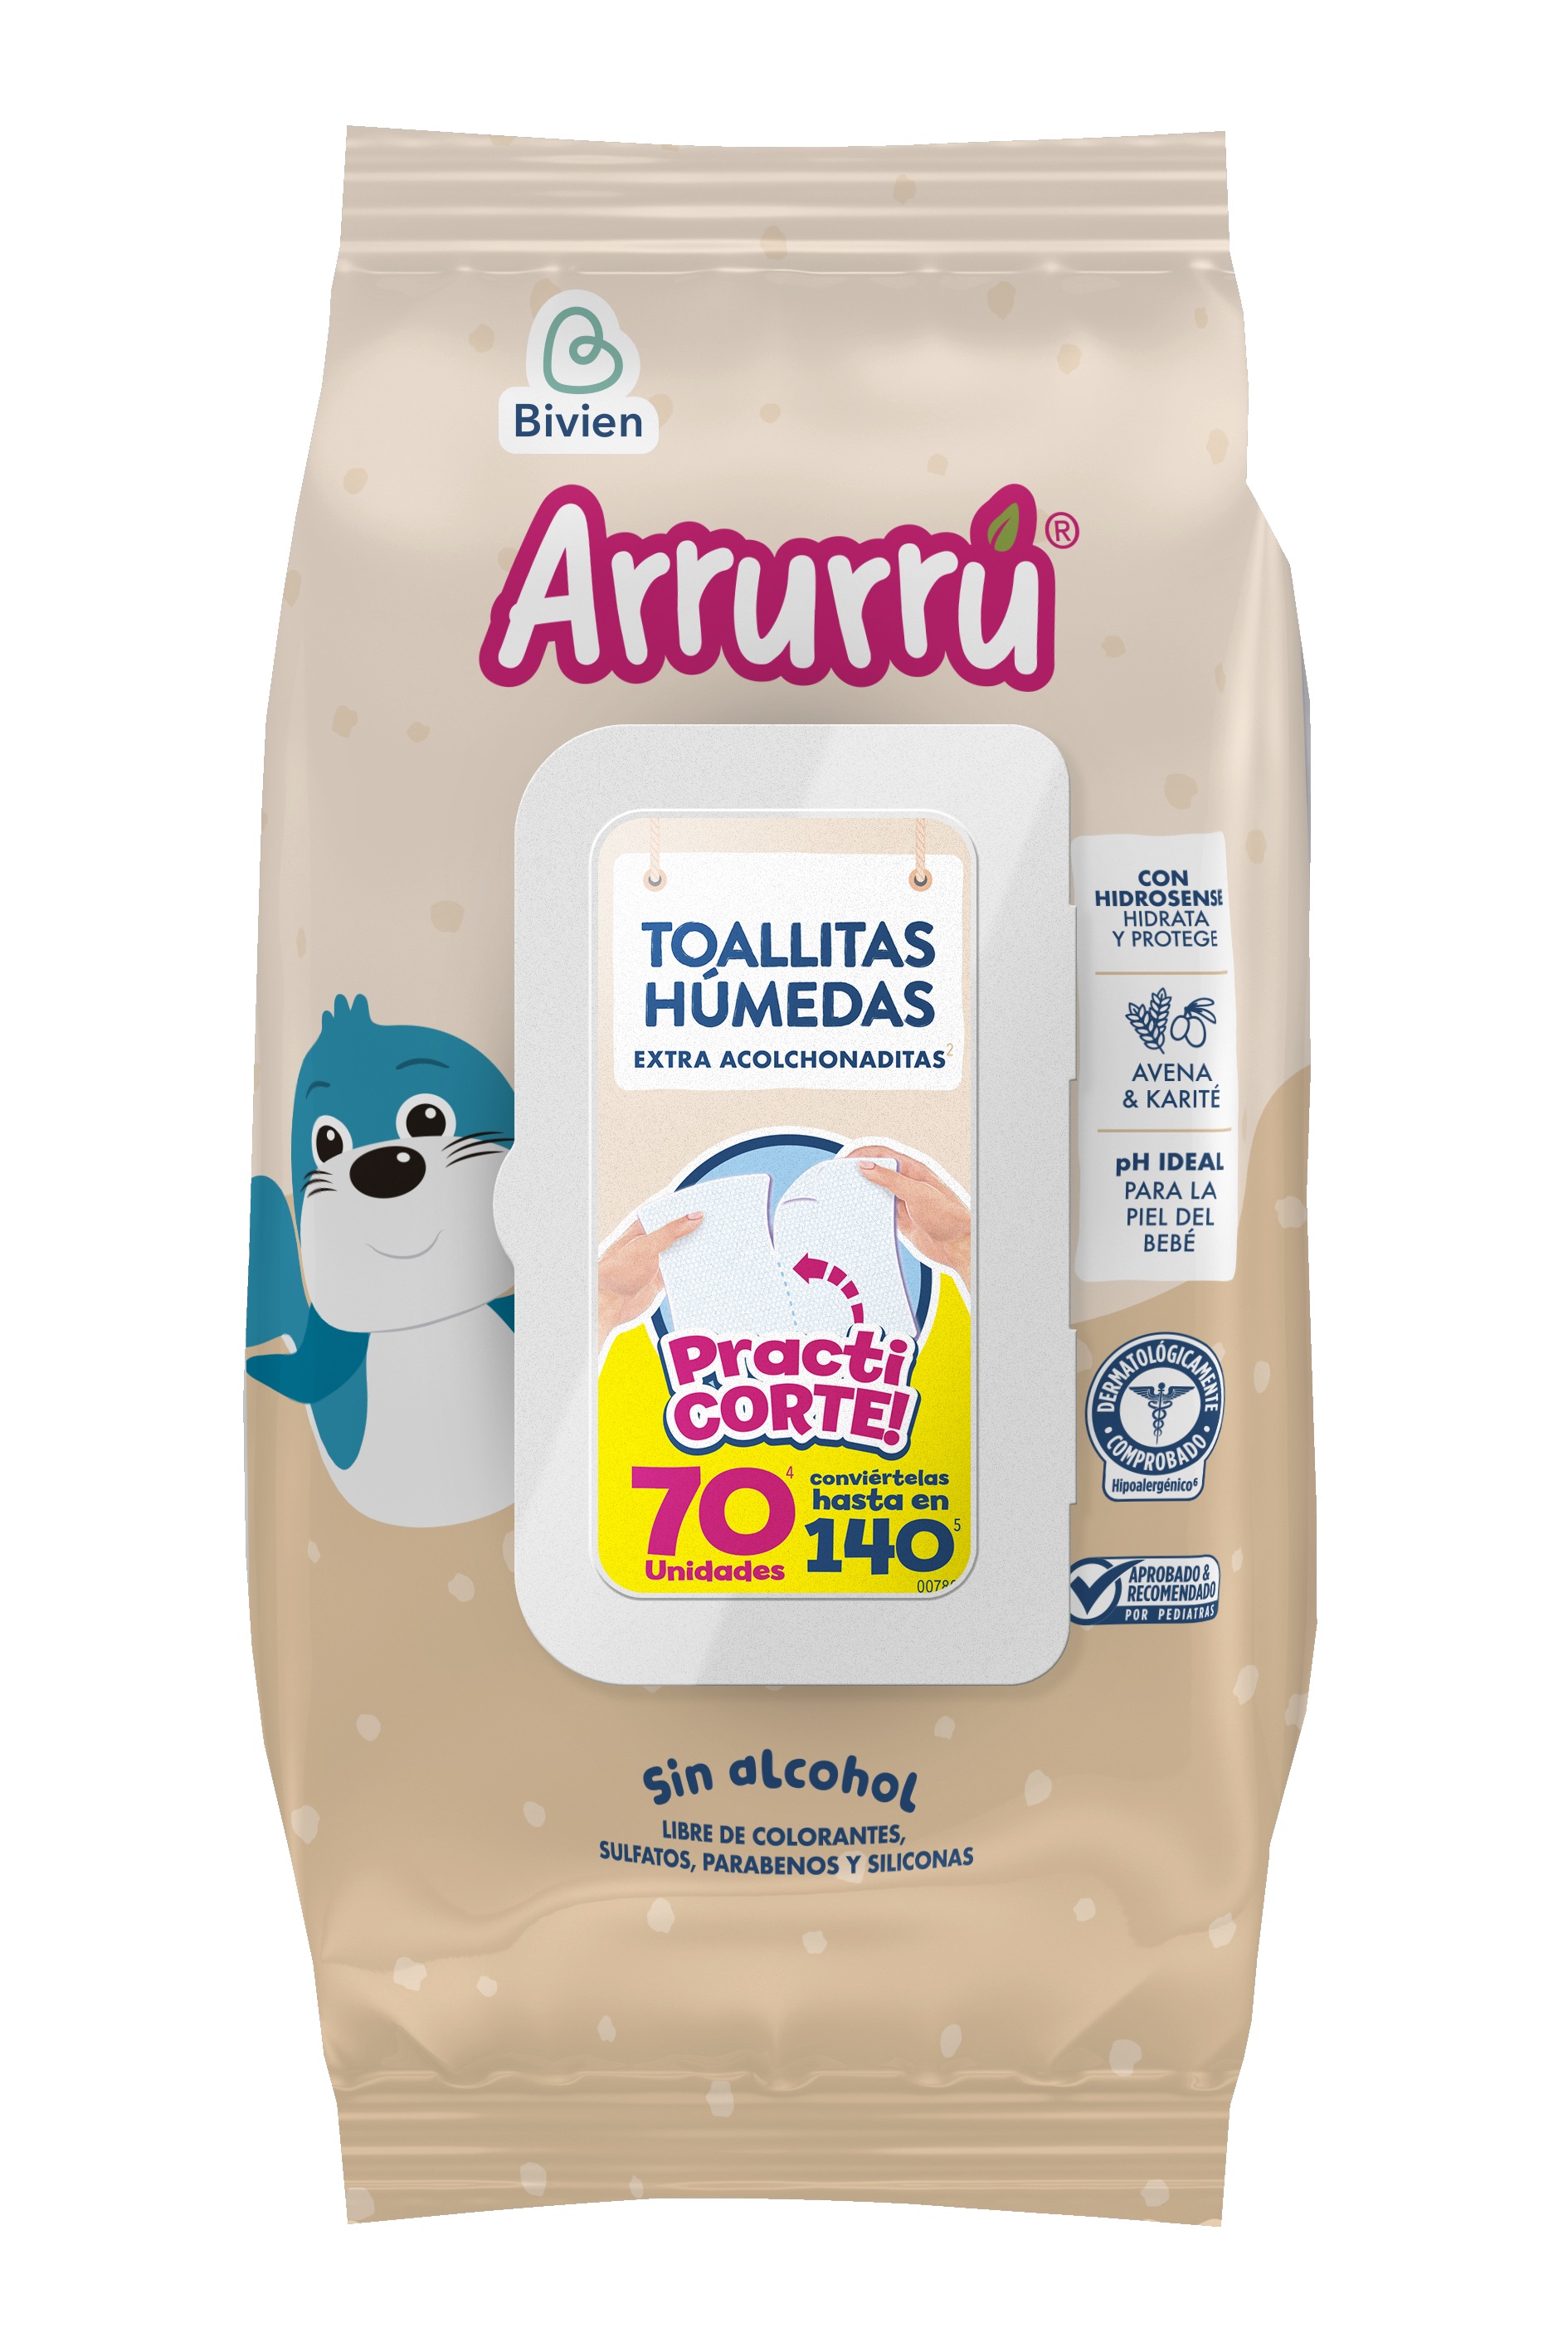 Bivien
Arrurrú®
TOALLITAS
HÚMEDAS
EXTRA ACOLCHONADITAS²
Practi
CORTE!
70⁴
Unidades
conviértelas
hasta en
140⁵
CON
HIDROSENSE
HIDRATA
Y PROTEGE
AVENA
& KARITÉ
pH IDEAL
PARA LA
PIEL DEL
BEBÉ
DERMATOLÓGICAMENTE
• COMPROBADO •
Hipoalergénico⁶
APROBADO &
RECOMENDADO
POR PEDIATRAS
sin alcohol
LIBRE DE COLORANTES,
SULFATOS, PARABENOS Y SILICONAS